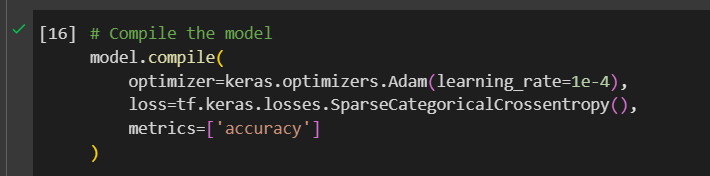 [16] # Compile the model
model.compile(
    optimizer=keras.optimizers.Adam(learning_rate=1e-4),
    loss=tf.keras.losses.SparseCategoricalCrossentropy(),
    metrics=['accuracy']
)